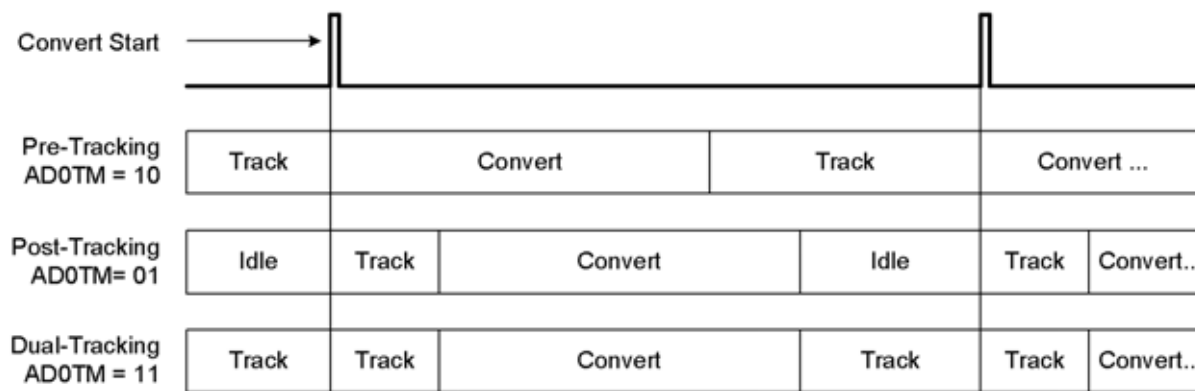 Convert Start
Pre-Tracking
AD0TM = 10
Track Convert Track Convert ...
Post-Tracking
AD0TM= 01
Idle Track Convert Idle Track Convert..
Dual-Tracking
AD0TM = 11
Track Track Convert Track Track Convert..